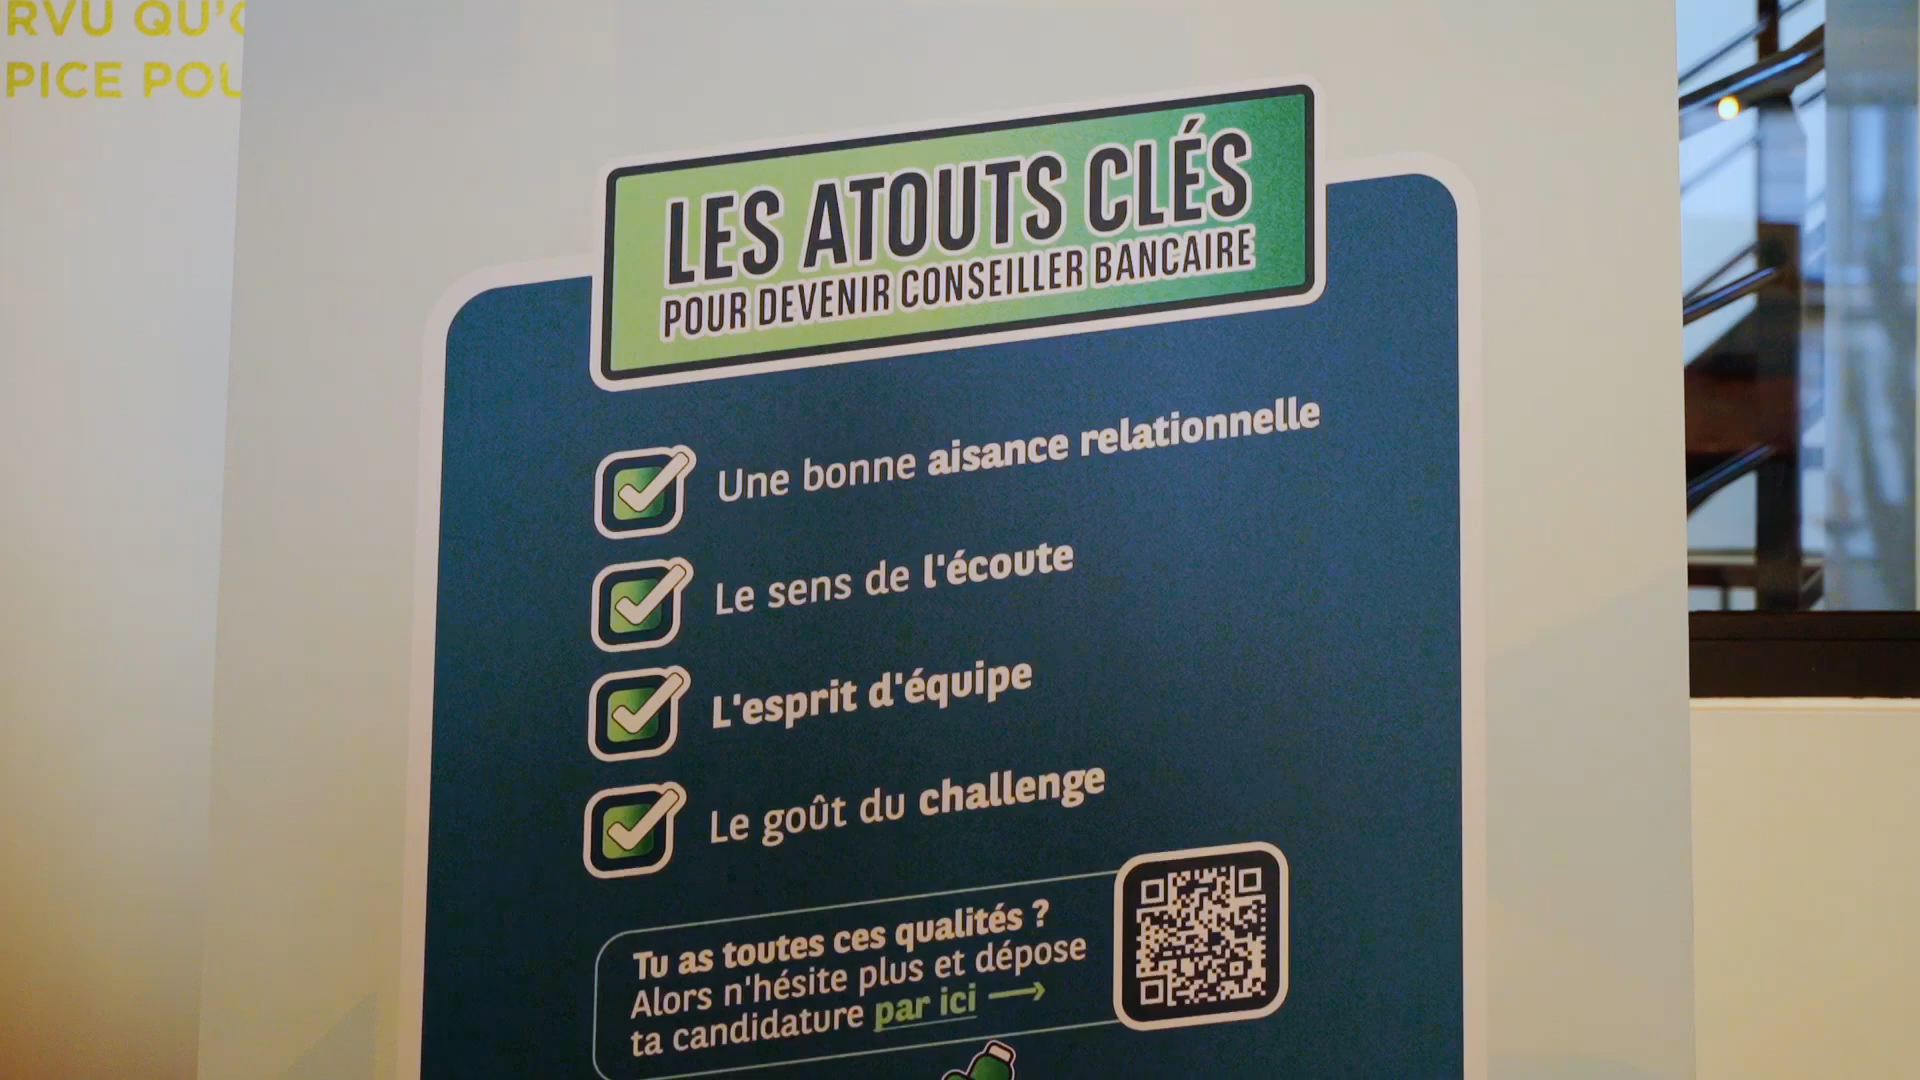 RVU QU'
PICE POU
LES ATOUTS CLÉS
POUR DEVENIR CONSEILLER BANCAIRE
Une bonne aisance relationnelle
Le sens de l'écoute
L'esprit d'équipe
Le goût du challenge
Tu as toutes ces qualités ?
Alors n'hésite plus et dépose
ta candidature par ici